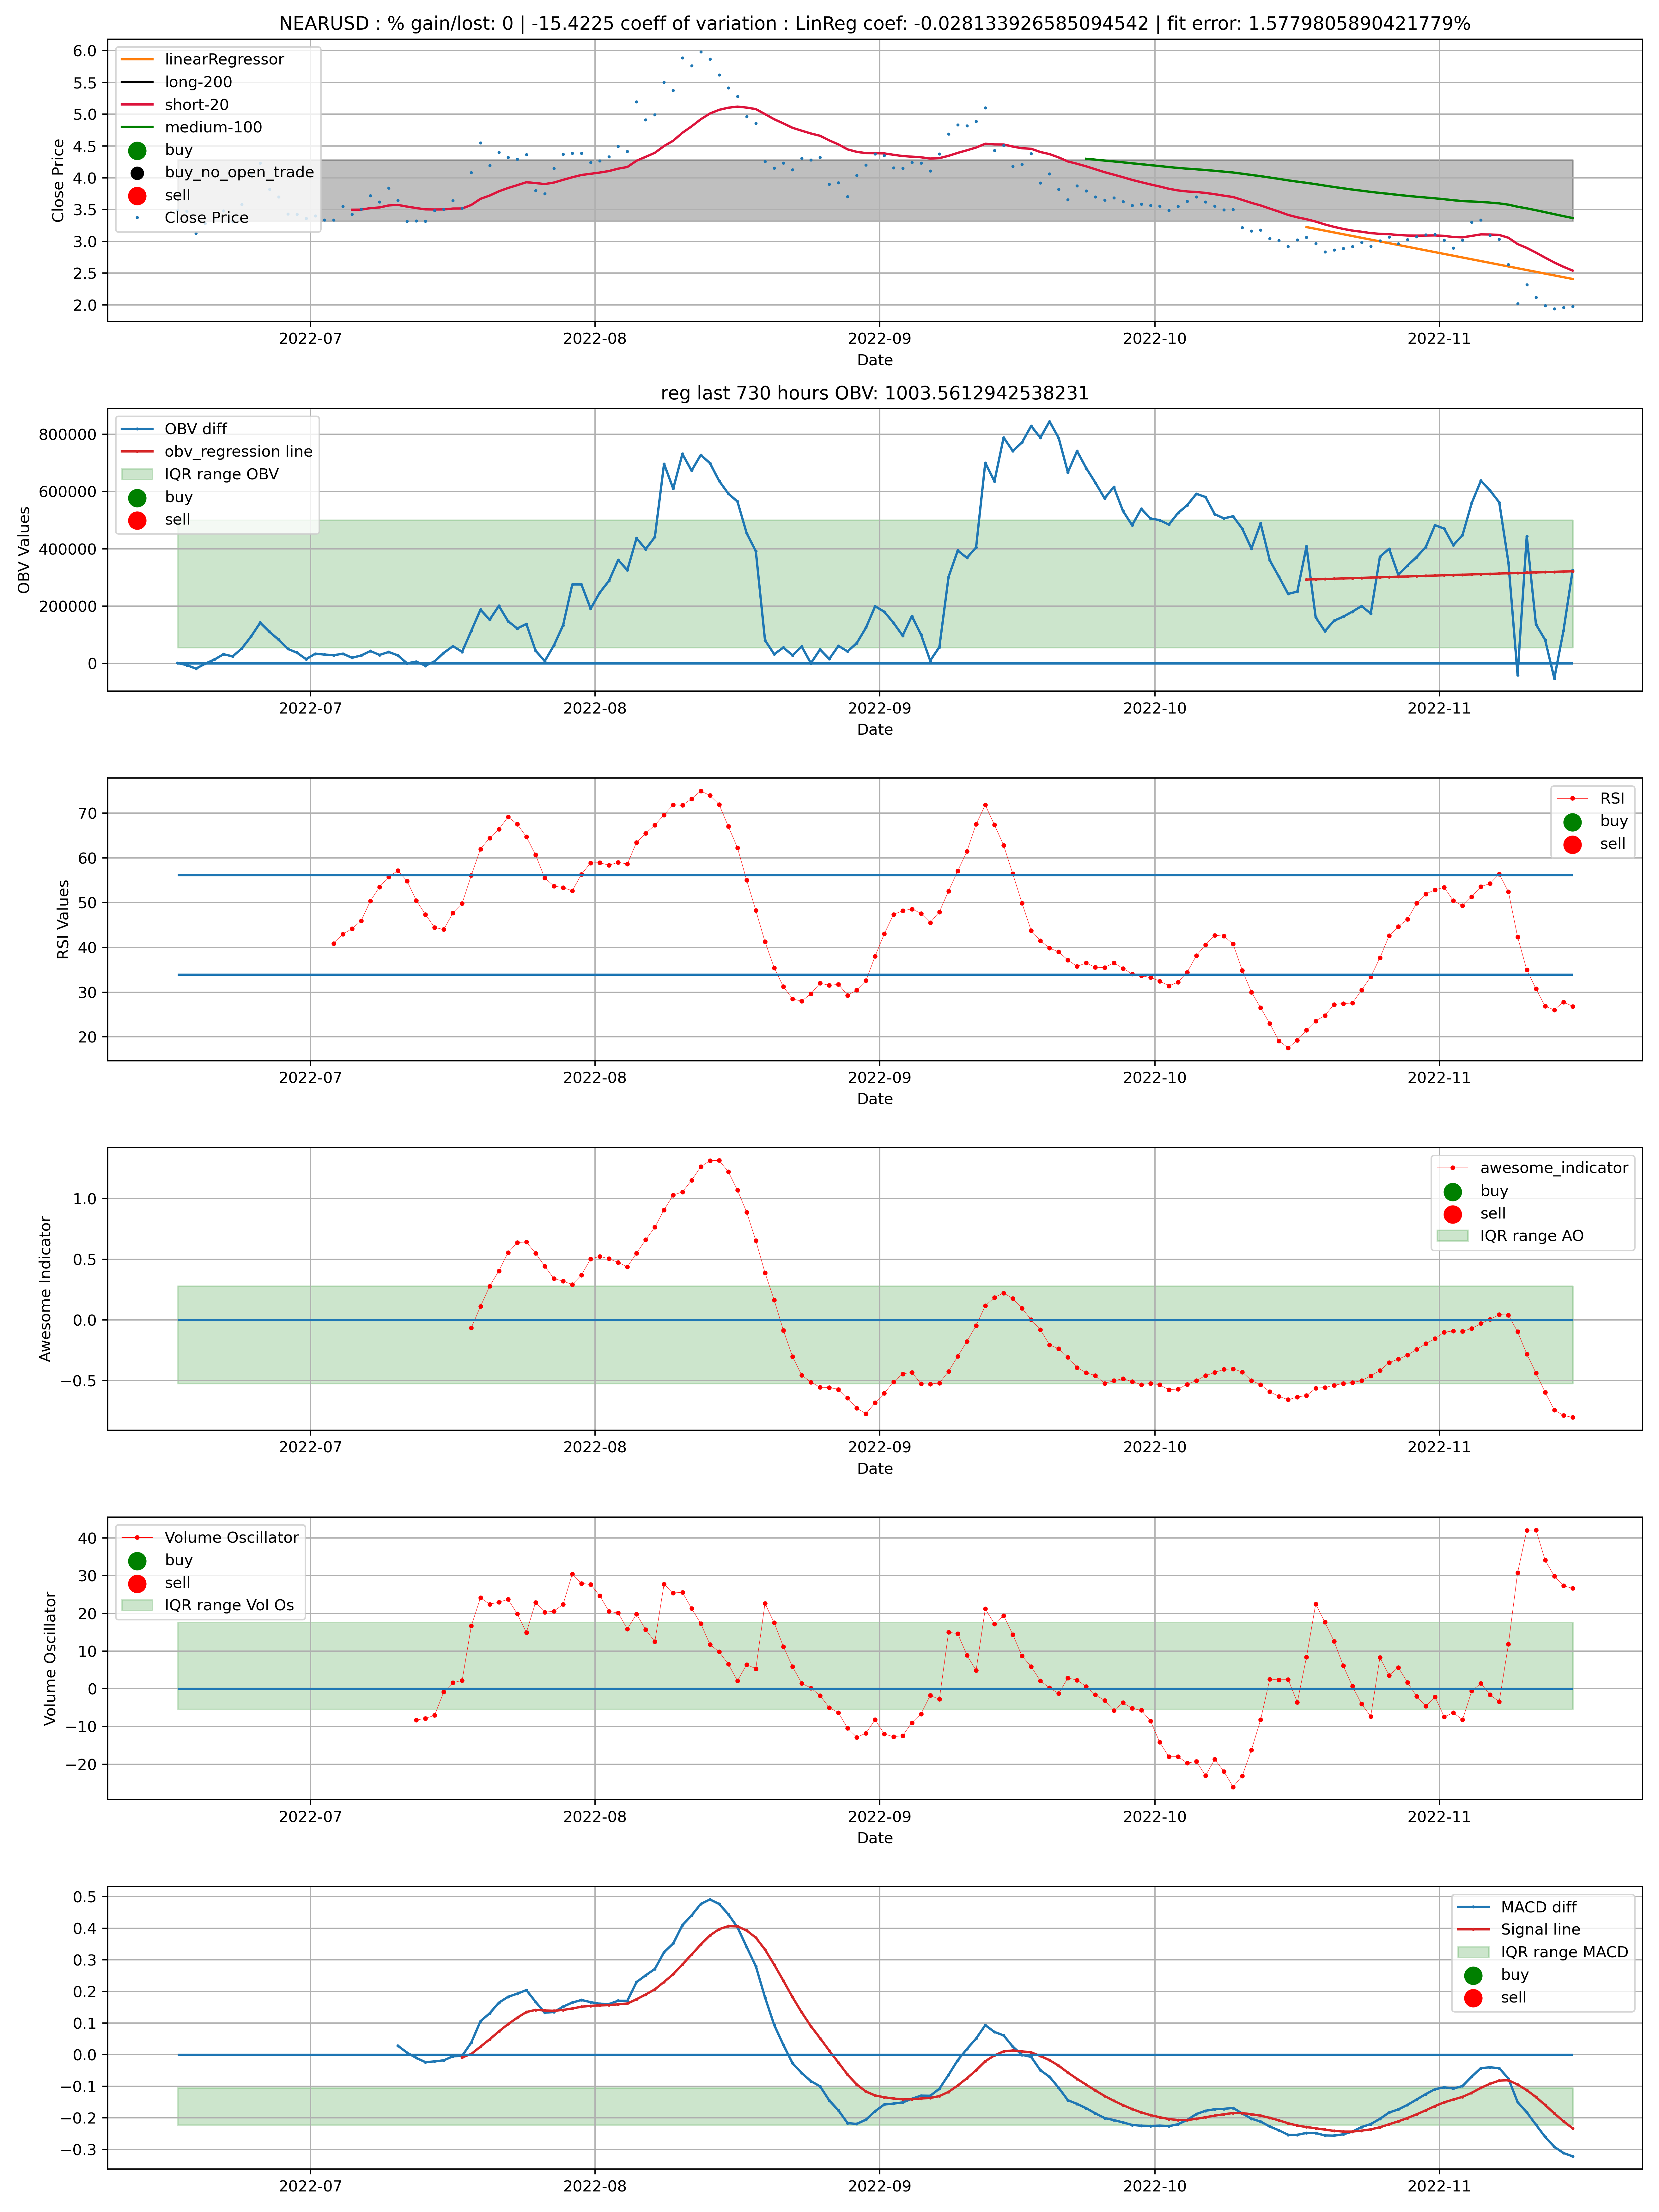 NEARUSD : % gain/lost: 0 | -15.4225 coeff of variation : LinReg coef: -0.028133926585094542 | fit error: 1.5779805890421779%
6.0
5.5
5.0
4.5
4.0
3.5
3.0
2.5
2.0
Close Price
linearRegressor
long-200
short-20
medium-100
buy
buy_no_open_trade
sell
Close Price
2022-07 2022-08 2022-09 2022-10 2022-11
Date
reg last 730 hours OBV: 1003.5612942538231
800000
600000
400000
200000
0
OBV Values
OBV diff
obv_regression line
IQR range OBV
buy
sell
2022-07 2022-08 2022-09 2022-10 2022-11
Date
70
60
50
40
30
20
RSI Values
RSI
buy
sell
2022-07 2022-08 2022-09 2022-10 2022-11
Date
1.0
0.5
0.0
−0.5
Awesome Indicator
awesome_indicator
buy
sell
IQR range AO
2022-07 2022-08 2022-09 2022-10 2022-11
Date
40
30
20
10
0
−10
−20
Volume Oscillator
Volume Oscillator
buy
sell
IQR range Vol Os
2022-07 2022-08 2022-09 2022-10 2022-11
Date
0.5
0.4
0.3
0.2
0.1
0.0
−0.1
−0.2
−0.3
MACD diff
Signal line
IQR range MACD
buy
sell
2022-07 2022-08 2022-09 2022-10 2022-11